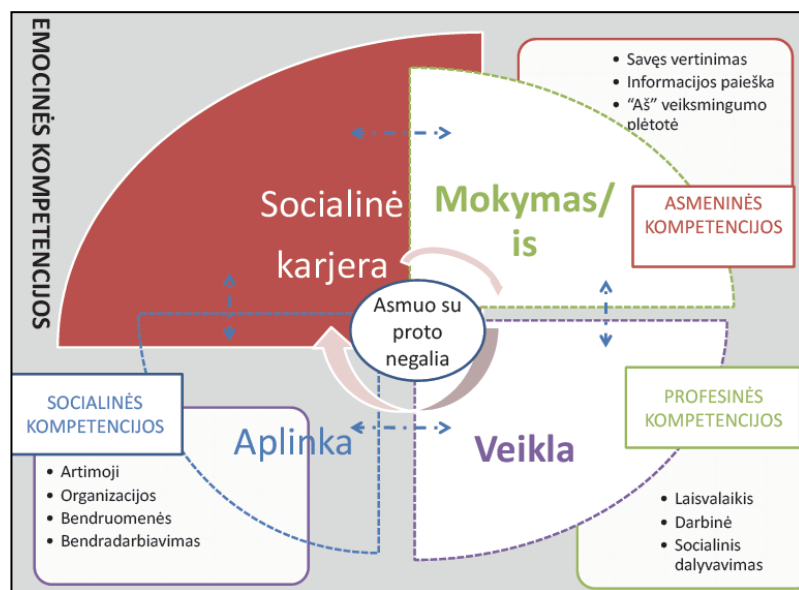 EMOCINĖS KOMPETENCIJOS
• Savęs vertinimas
• Informacijos paieška
• “Aš” veiksmingumo
plėtotė
Socialinė
karjera
Mokymas/
is
ASMENINĖS
KOMPETENCIJOS
Asmuo su
proto
negalia
SOCIALINĖS
KOMPETENCIJOS
Aplinka
• Artimoji
• Organizacijos
• Bendruomenės
• Bendradarbiavimas
Veikla
PROFESINĖS
KOMPETENCIJOS
• Laisvalaikis
• Darbinė
• Socialinis
dalyvavimas